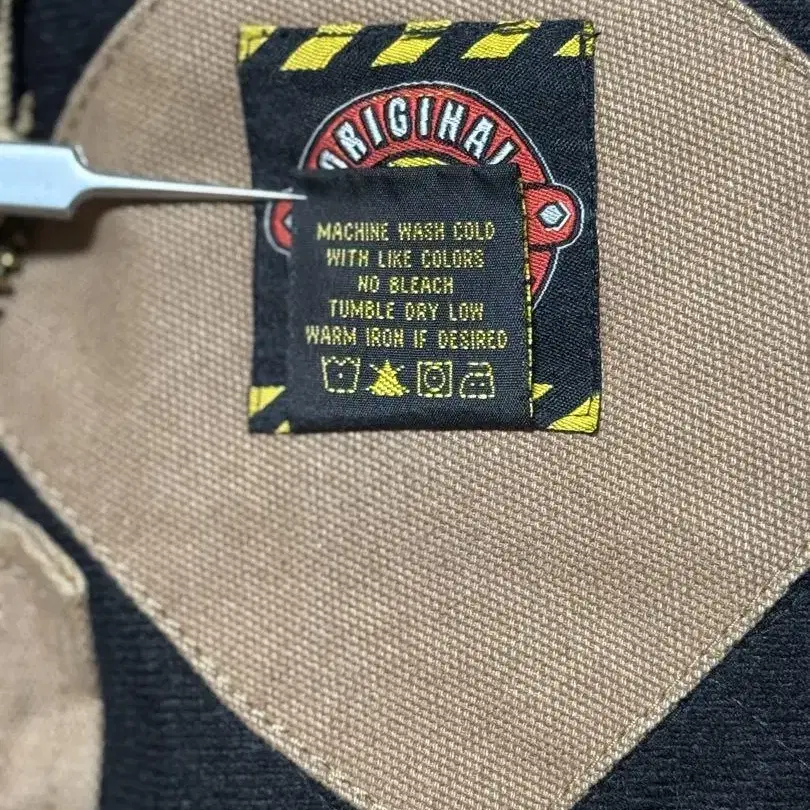 ORIGINAL
MACHINE WASH COLD
WITH LIKE COLORS
NO BLEACH
TUMBLE DRY LOW
WARM IRON IF DESIRED